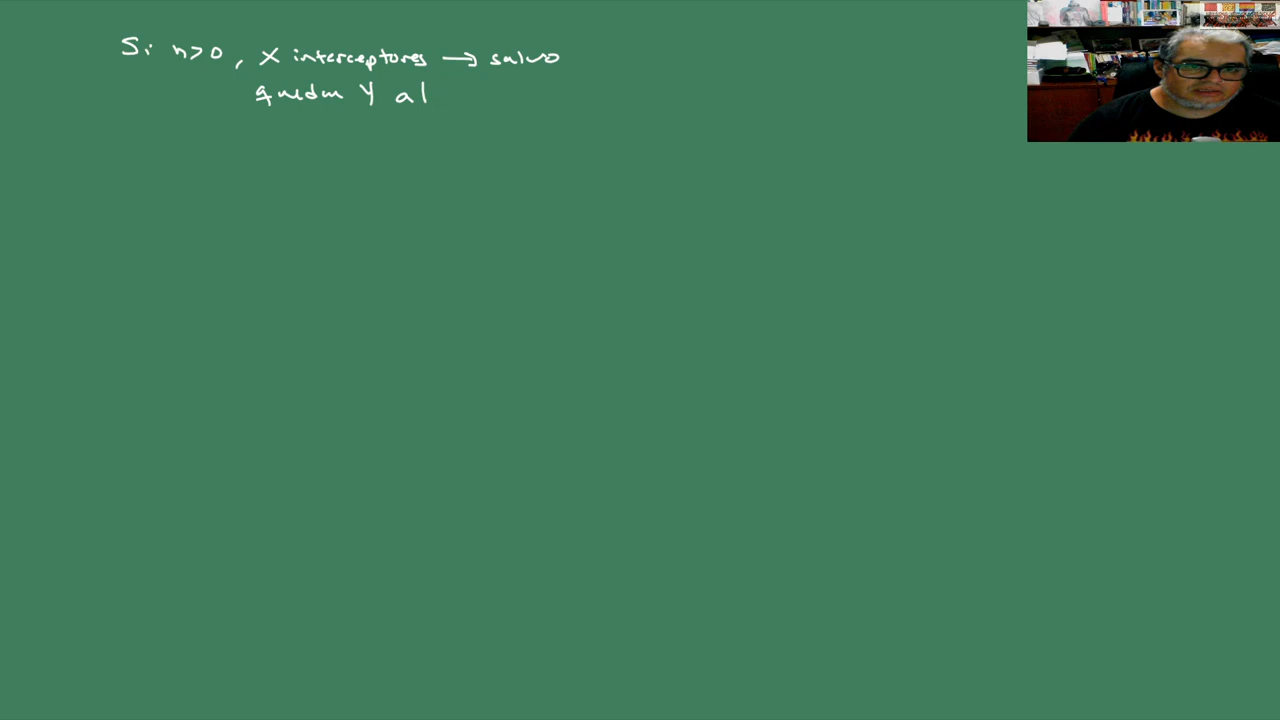 Si n>0, X interceptores → salvo
quedan Y al